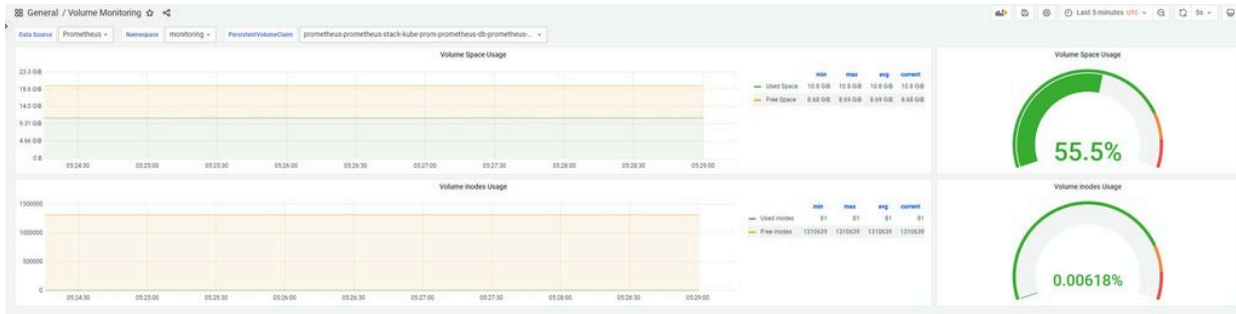 General / Volume Monitoring
Last 5 minutes UTC
5s
Data Source Prometheus Namespace monitoring PersistentVolumeClaim prometheus-prometheus-stack-kube-prom-prometheus-db-prometheus-...
Volume Space Usage
23.3 GiB
18.6 GiB
14.0 GiB
9.31 GiB
4.66 GiB
0 B
05:24:30 05:25:00 05:25:30 05:26:00 05:26:30 05:27:00 05:27:30 05:28:00 05:28:30 05:29:00
min max avg current
Used Space 10.8 GiB 10.8 GiB 10.8 GiB 10.8 GiB
Free Space 8.68 GiB 8.69 GiB 8.69 GiB 8.68 GiB
Volume Space Usage
55.5%
Volume inodes Usage
1500000
1000000
500000
0
05:24:30 05:25:00 05:25:30 05:26:00 05:26:30 05:27:00 05:27:30 05:28:00 05:28:30 05:29:00
min max avg current
Used inodes 81 81 81 81
Free inodes 1310639 1310639 1310639 1310639
Volume inodes Usage
0.00618%